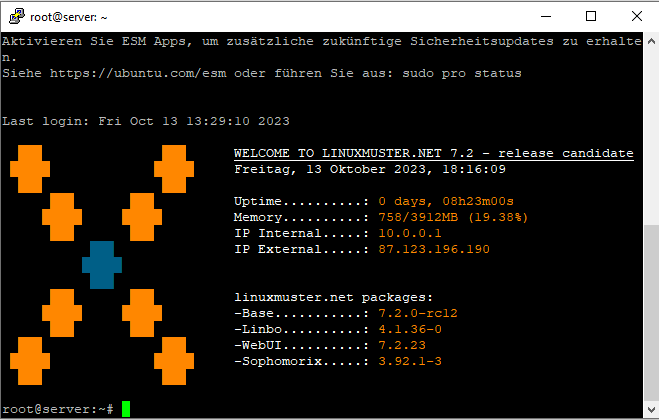 root@server: ~
Aktivieren Sie ESM Apps, um zusätzliche zukünftige Sicherheitsupdates zu erhalte
n.
Siehe https://ubuntu.com/esm oder führen Sie aus: sudo pro status
Last login: Fri Oct 13 13:29:10 2023
WELCOME TO LINUXMUSTER.NET 7.2 - release candidate
Freitag, 13 Oktober 2023, 18:16:09
Uptime..........: 0 days, 08h23m00s
Memory..........: 758/3912MB (19.38%)
IP Internal.....: 10.0.0.1
IP External.....: 87.123.196.190
linuxmuster.net packages:
-Base...........: 7.2.0-rc12
-Linbo..........: 4.1.36-0
-WebUI..........: 7.2.23
-Sophomorix.....: 3.92.1-3
root@server:~#